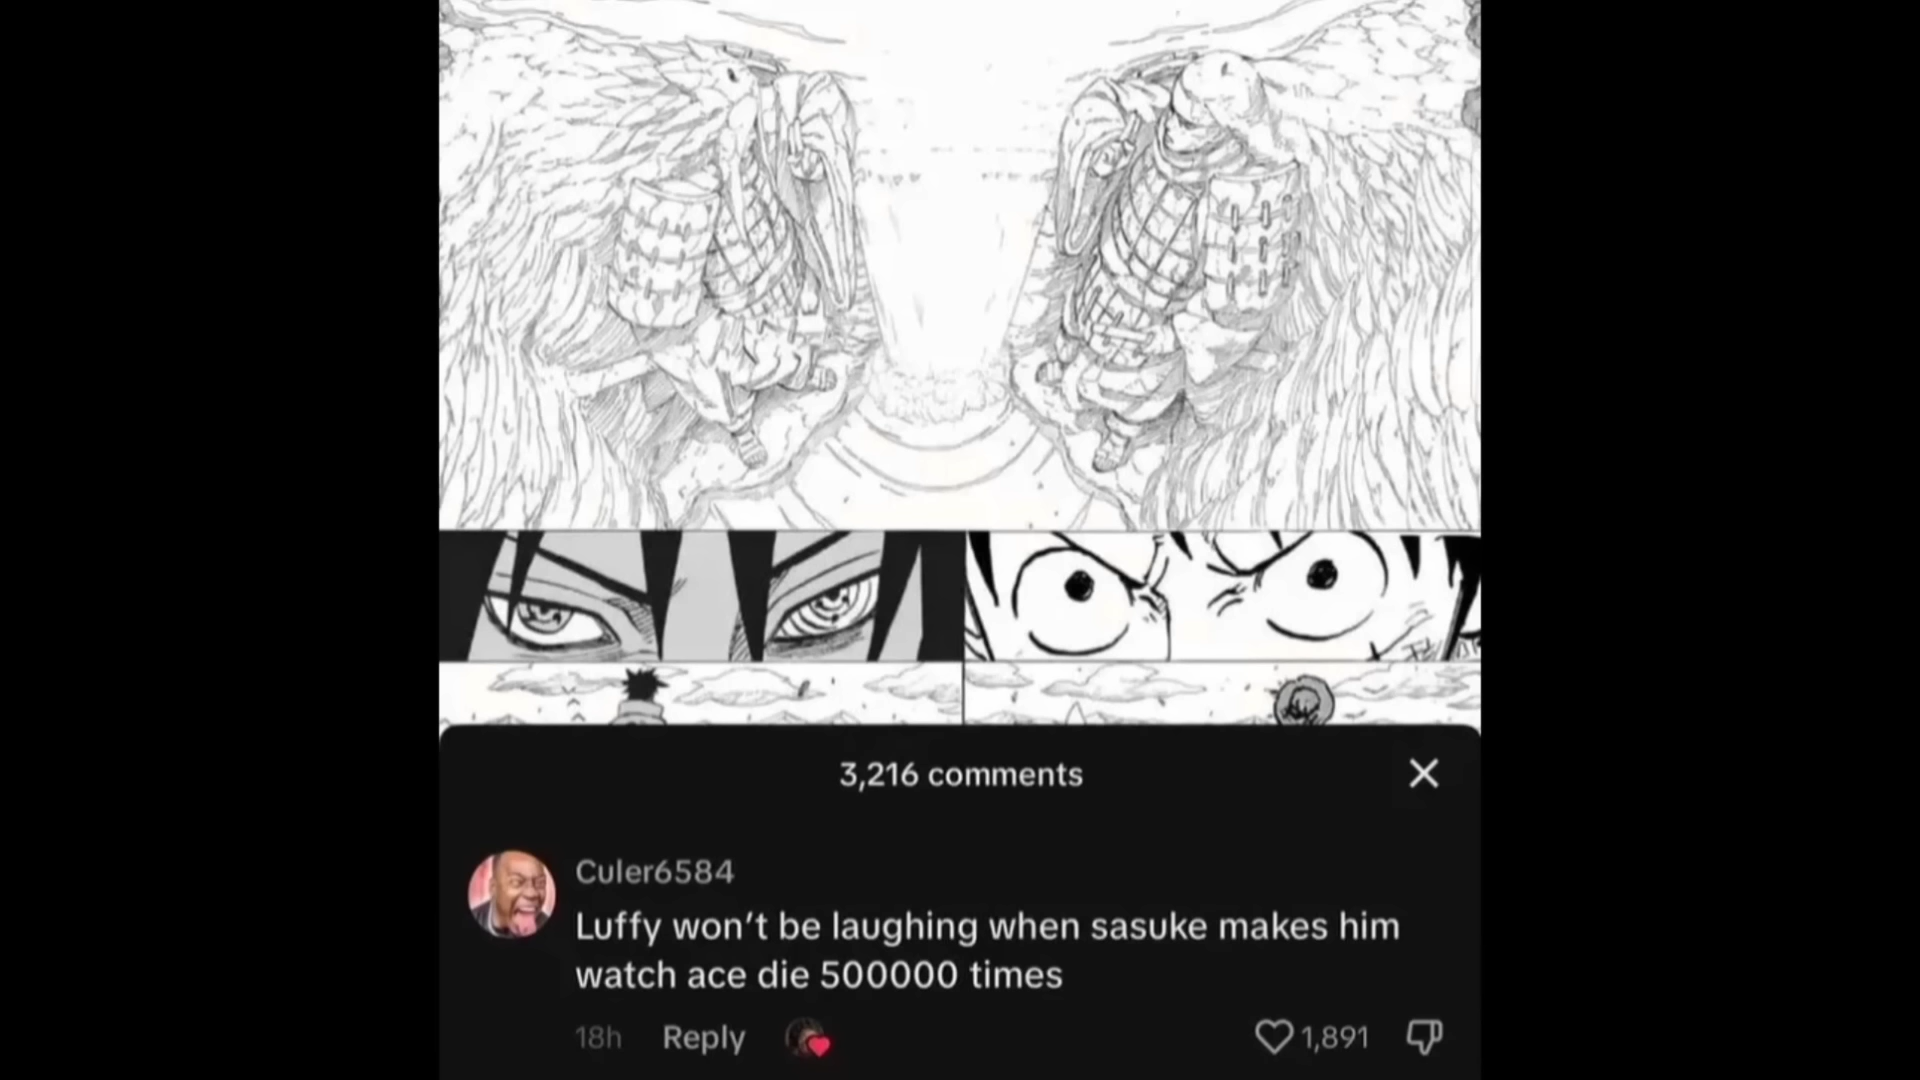 3,216 comments
Culer6584
Luffy won't be laughing when sasuke makes him
watch ace die 500000 times
18h Reply 1,891